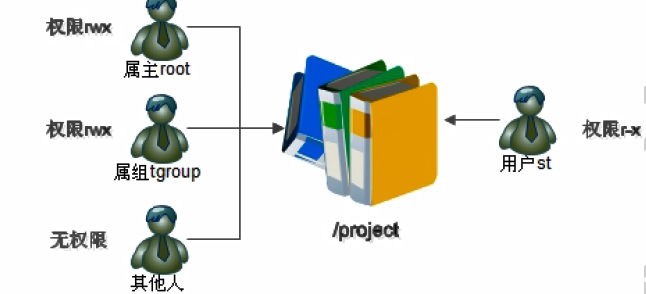 权限rwx
属主root
权限rwx
属组tgroup
无权限
其他人
/project
用户st
权限r-x